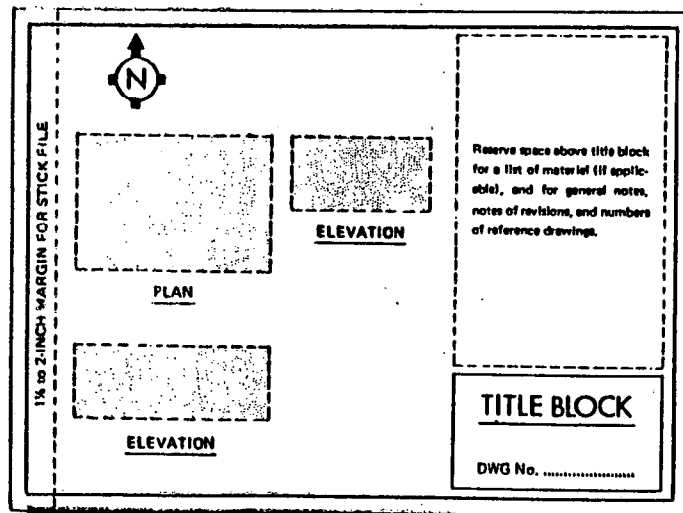 N
1½ to 2-INCH MARGIN FOR STICK FILE
PLAN
ELEVATION
ELEVATION
Reserve space above title block
for a list of material (if applic-
able), and for general notes,
notes of revisions, and numbers
of reference drawings.
TITLE BLOCK
DWG No. ......................